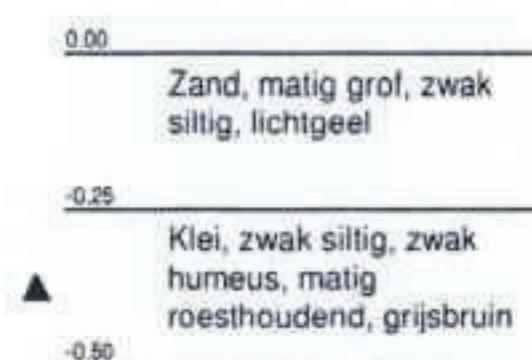 0.00
Zand, matig grof, zwak
siltig, lichtgeel
-0.25
Klei, zwak siltig, zwak
humeus, matig
roesthoudend, grijsbruin
-0.50